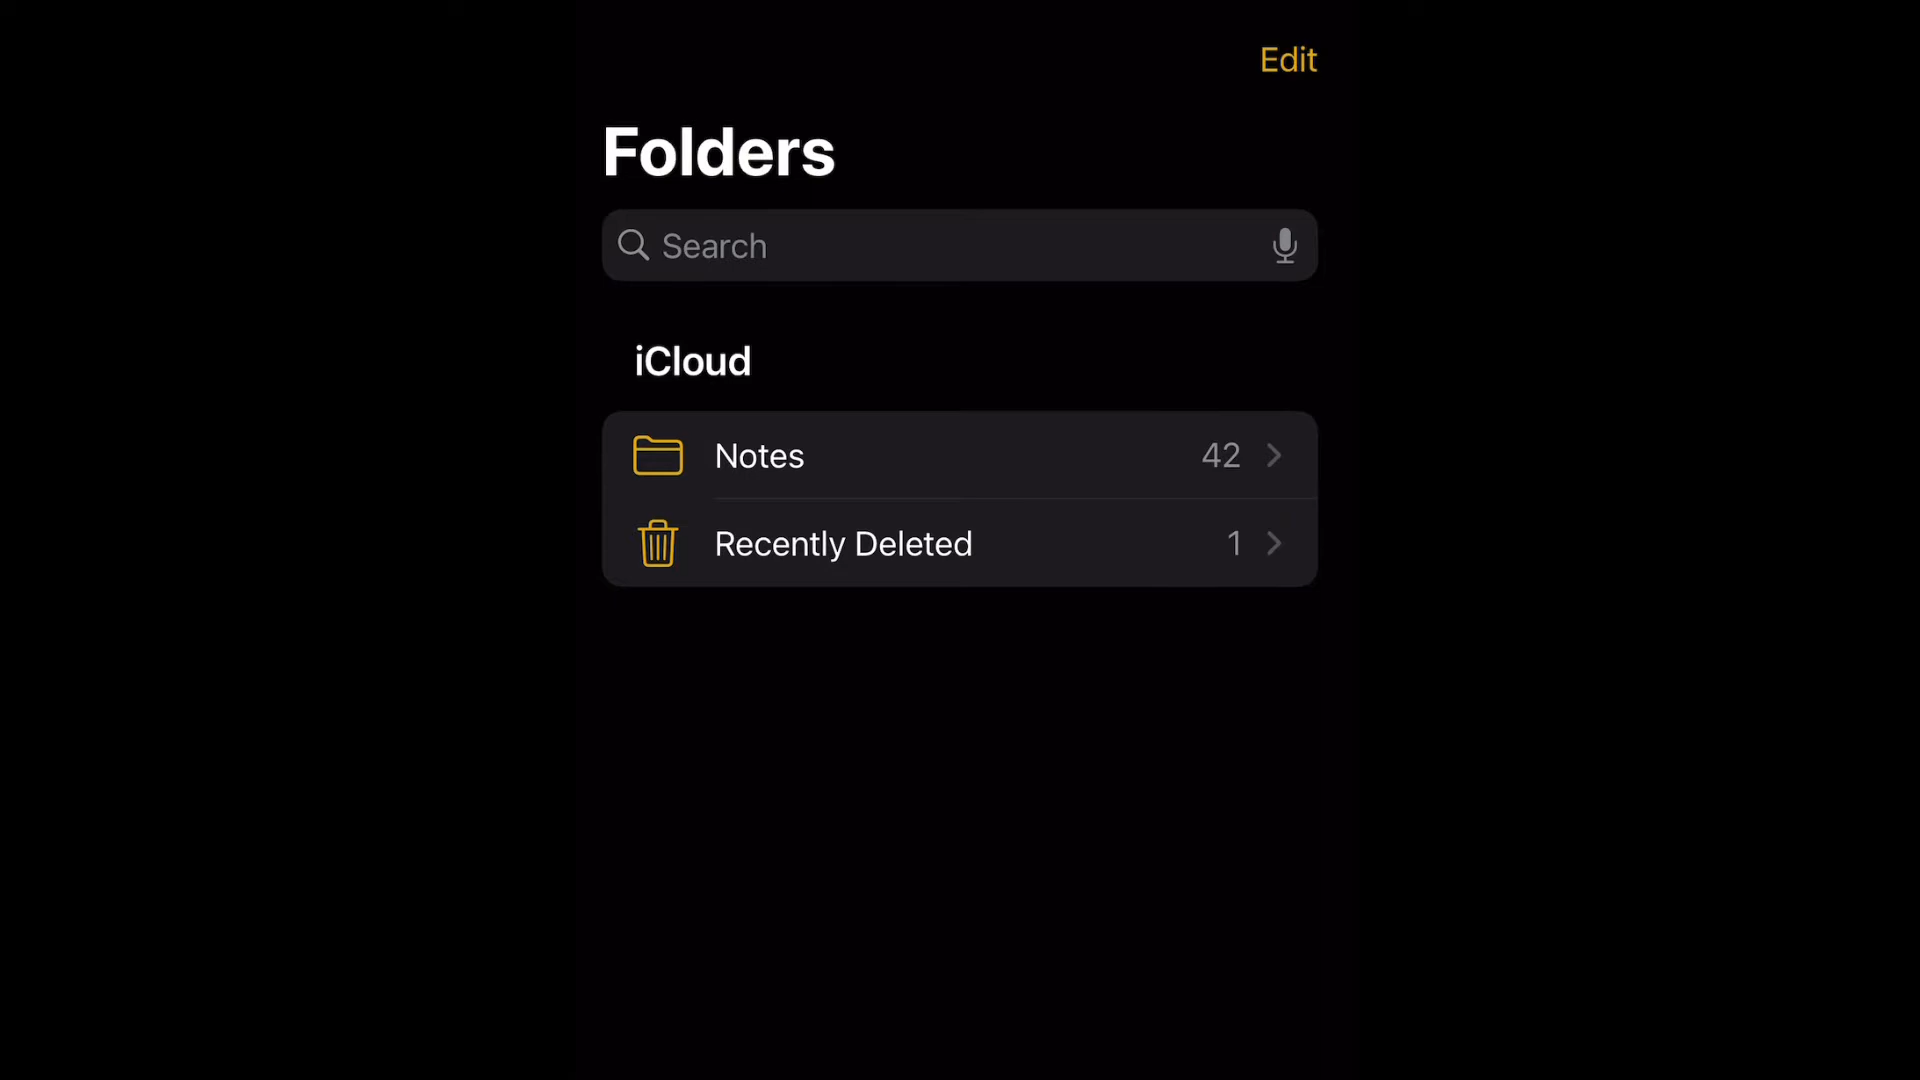 Edit
Folders
Search
iCloud
Notes 42
Recently Deleted 1